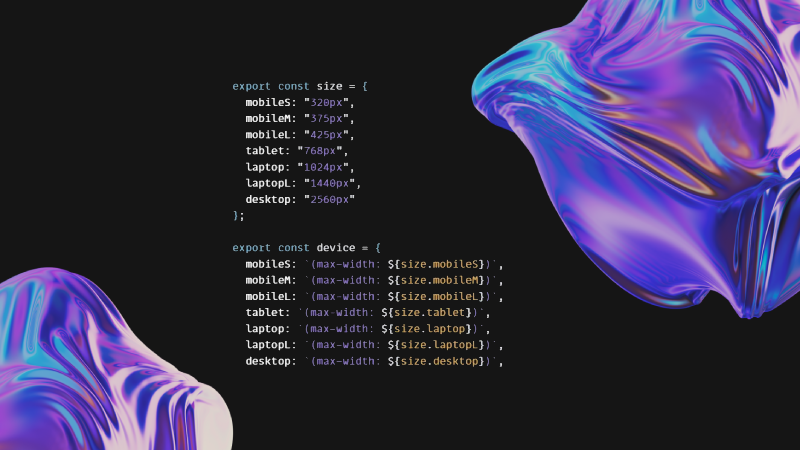 export const size = {
mobileS: "320px",
mobileM: "375px",
mobileL: "425px",
tablet: "768px",
laptop: "1024px",
laptopL: "1440px",
desktop: "2560px"
};
export const device = {
mobileS: `(max-width: ${size.mobileS})`,
mobileM: `(max-width: ${size.mobileM})`,
mobileL: `(max-width: ${size.mobileL})`,
tablet: `(max-width: ${size.tablet})`,
laptop: `(max-width: ${size.laptop})`,
laptopL: `(max-width: ${size.laptopL})`,
desktop: `(max-width: ${size.desktop})`,